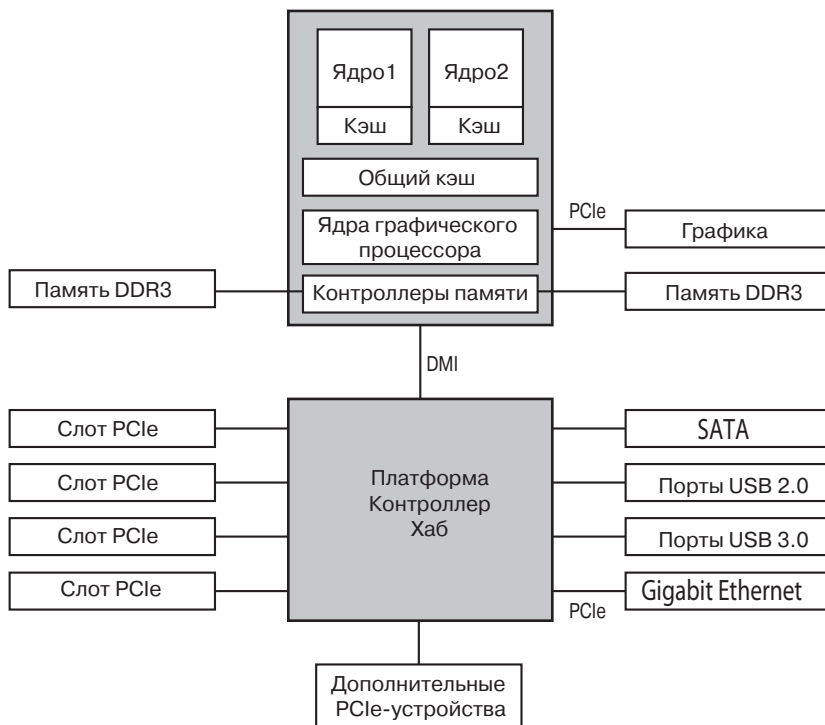 Ядро1
Ядро2
Кэш
Кэш
Общий кэш
Ядра графического
процессора
PCIe
Графика
Память DDR3
Контроллеры памяти
Память DDR3
DMI
Слот PCIe
SATA
Слот PCIe
Платформа
Контроллер
Хаб
Порты USB 2.0
Слот PCIe
Порты USB 3.0
Слот PCIe
PCIe
Gigabit Ethernet
Дополнительные
PCIe-устройства